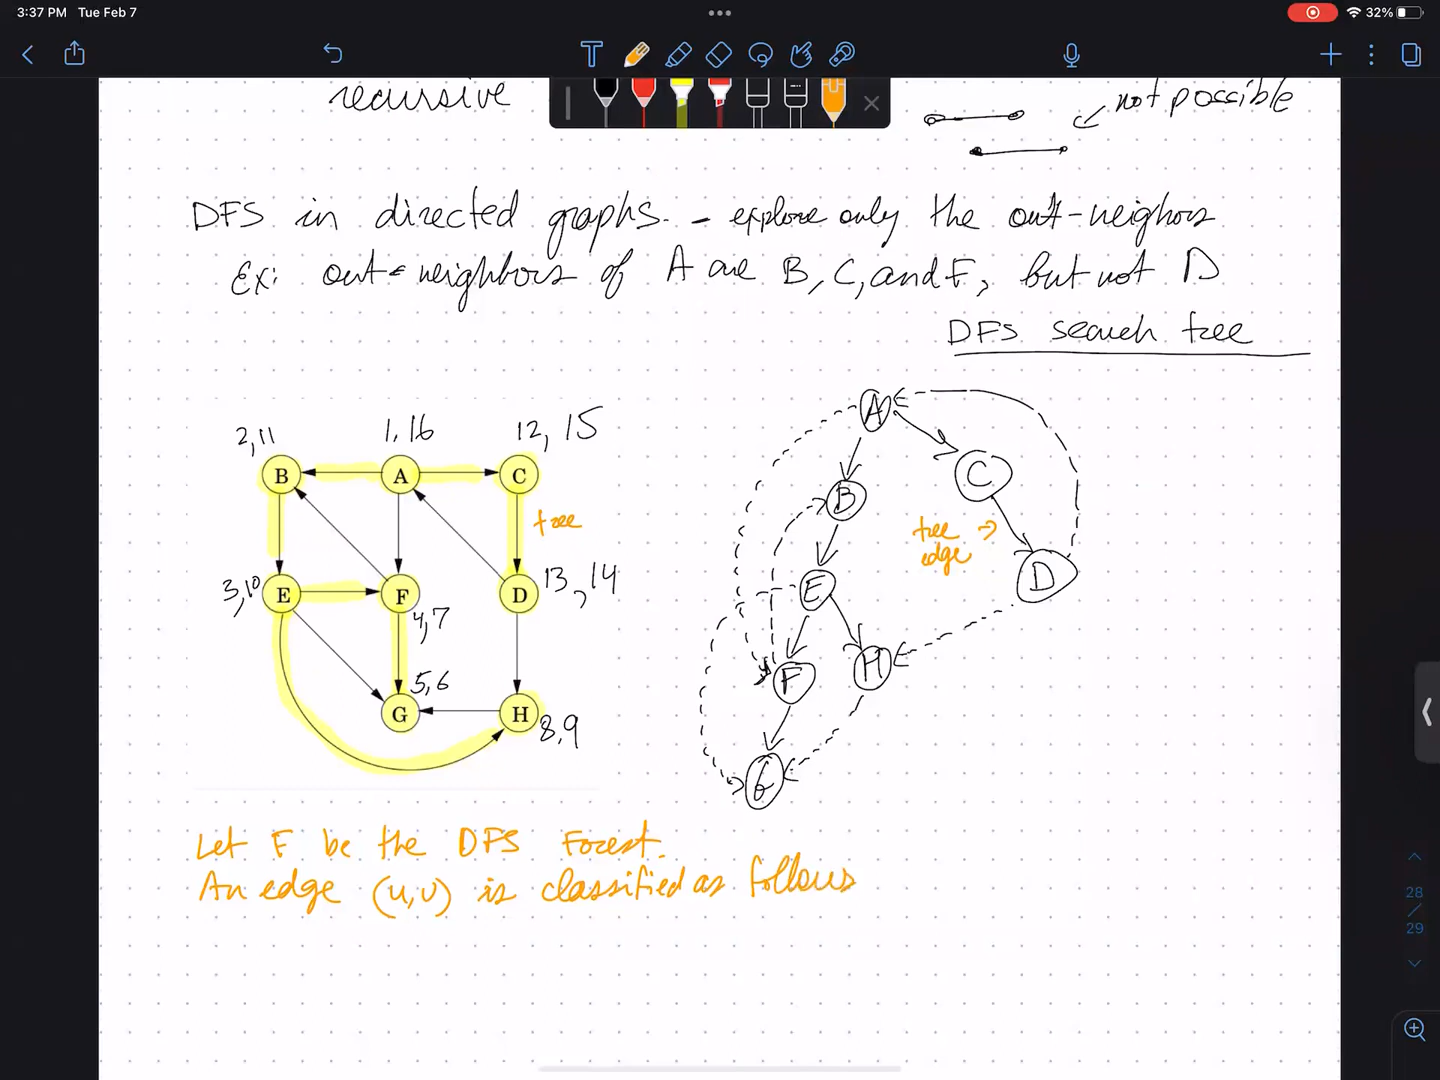 3:37 PM Tue Feb 7
32%
T
recursive
not possible
DFS in directed graphs. - explore only the out-neighors
Ex: out-neighbors of A are B, C, and F, but not D
DFS search tree
2,11
1,16
12, 15
B
A
C
tree
3,10
E
F
D
13, 14
4,7
5,6
G
H
8,9
A
C
B
tree
edge
D
E
F
H
G
Let F be the DFS Forest.
An edge (u,v) is classified as follows
28
/
29